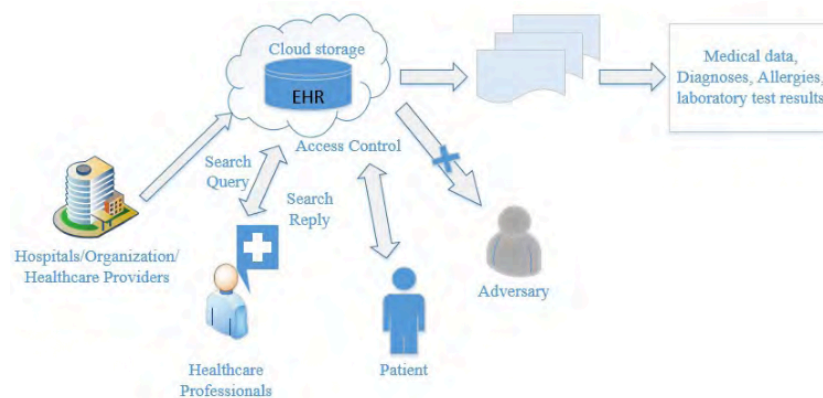 Cloud storage
EHR
Medical data,
Diagnoses, Allergies,
laboratory test results
Access Control
Search
Query
Search
Reply
Hospitals/Organization/
Healthcare Providers
Adversary
Healthcare
Professionals
Patient